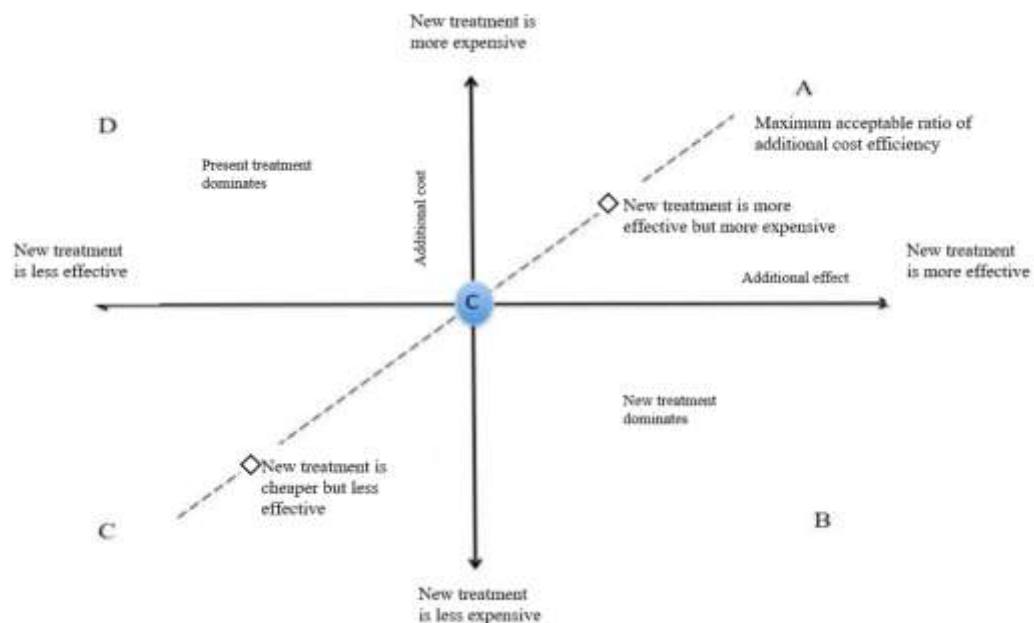 New treatment is
more expensive
A
D
Maximum acceptable ratio of
additional cost efficiency
Present treatment
dominates
Additional cost
New treatment is more
effective but more expensive
New treatment
is less effective
New treatment
is more effective
Additional effect
C
New treatment
dominates
New treatment is
cheaper but less
effective
C
B
New treatment
is less expensive